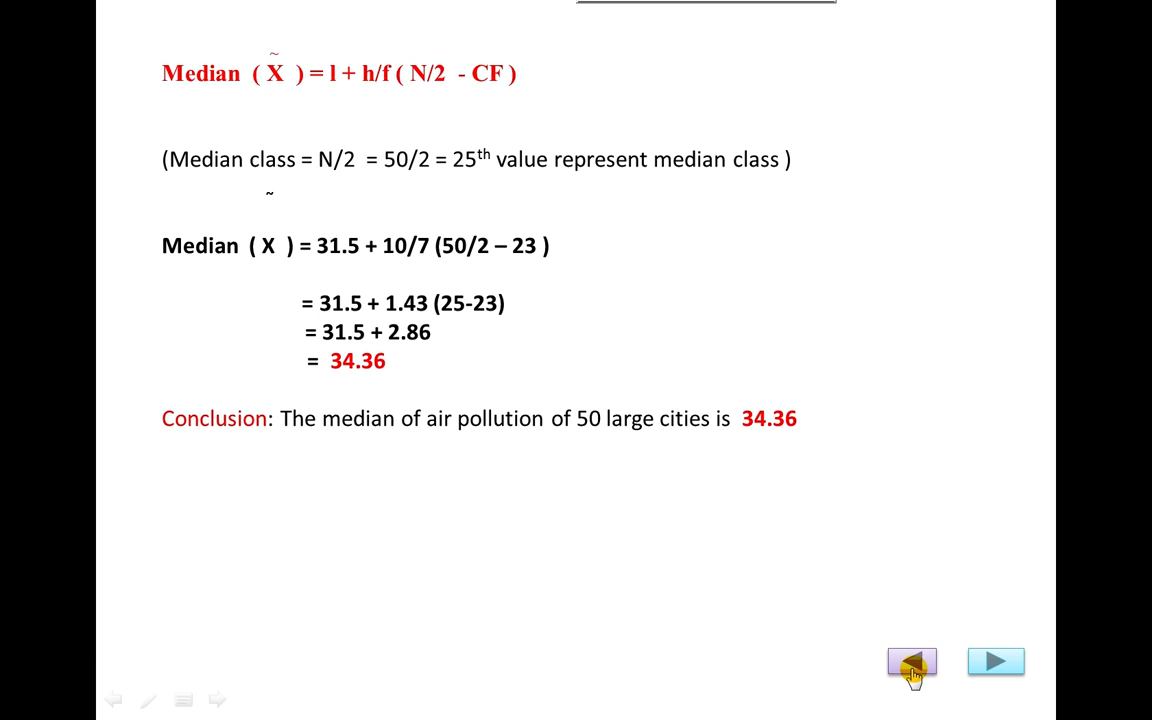 ~
Median ( X ) = l + h/f ( N/2 - CF )
(Median class = N/2 = 50/2 = 25th value represent median class )
~
Median ( X ) = 31.5 + 10/7 (50/2 – 23 )
= 31.5 + 1.43 (25-23)
= 31.5 + 2.86
= 34.36
Conclusion: The median of air pollution of 50 large cities is 34.36